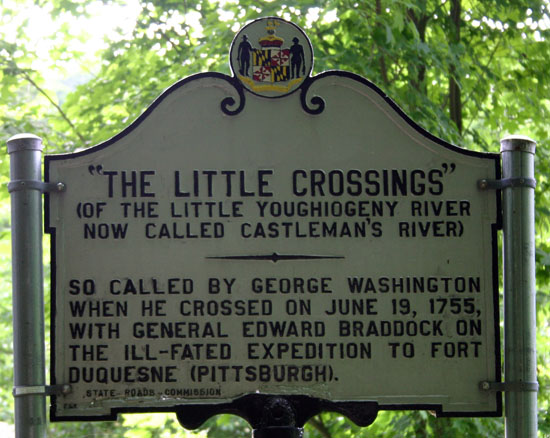 "THE LITTLE CROSSINGS"
(OF THE LITTLE YOUGHIOGENY RIVER
NOW CALLED CASTLEMAN'S RIVER)
SO CALLED BY GEORGE WASHINGTON
WHEN HE CROSSED ON JUNE 19, 1755,
WITH GENERAL EDWARD BRADDOCK ON
THE ILL-FATED EXPEDITION TO FORT
DUQUESNE (PITTSBURGH).
STATE ROADS COMMISSION